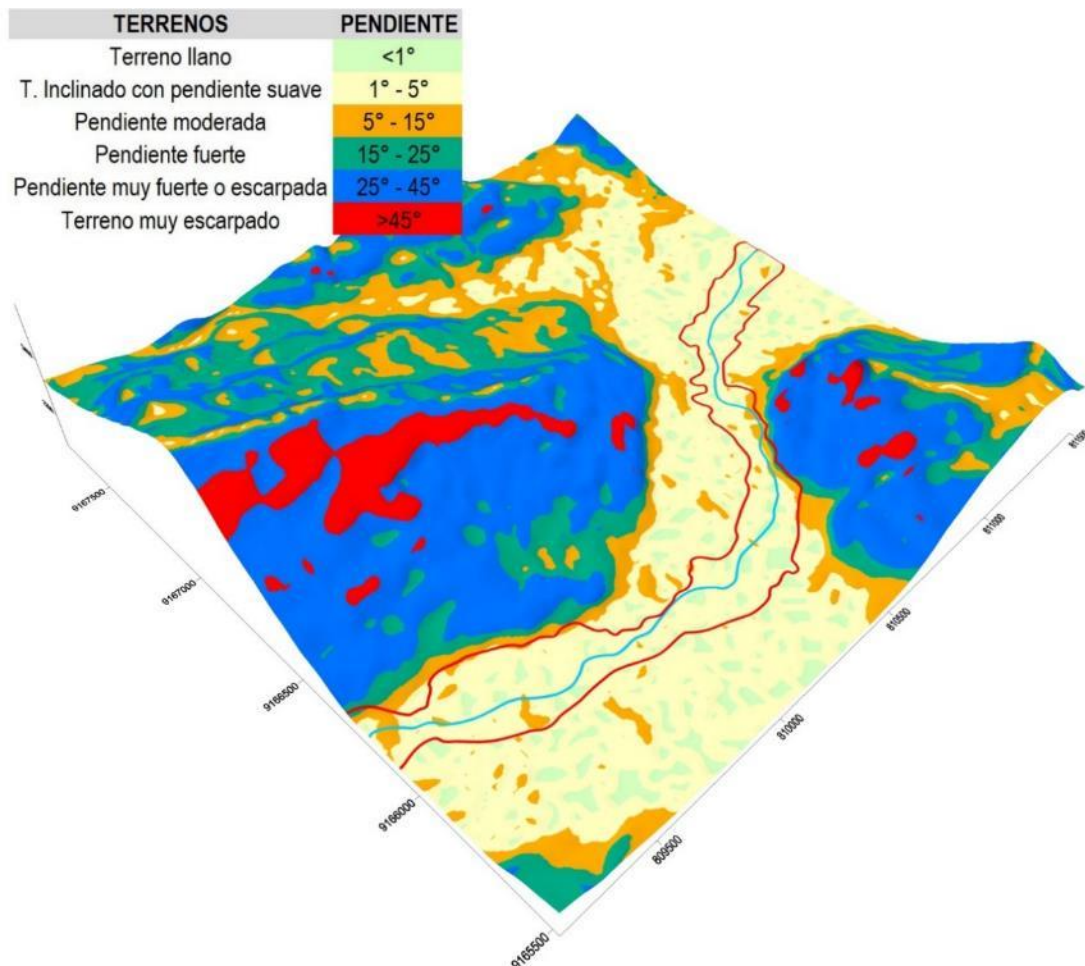 TERRENOS PENDIENTE
Terreno llano <1°
T. Inclinado con pendiente suave 1° - 5°
Pendiente moderada 5° - 15°
Pendiente fuerte 15° - 25°
Pendiente muy fuerte o escarpada 25° - 45°
Terreno muy escarpado >45°
9167500
9167000
9166500
9166000
9165500
809500
810000
810500
811000
811500